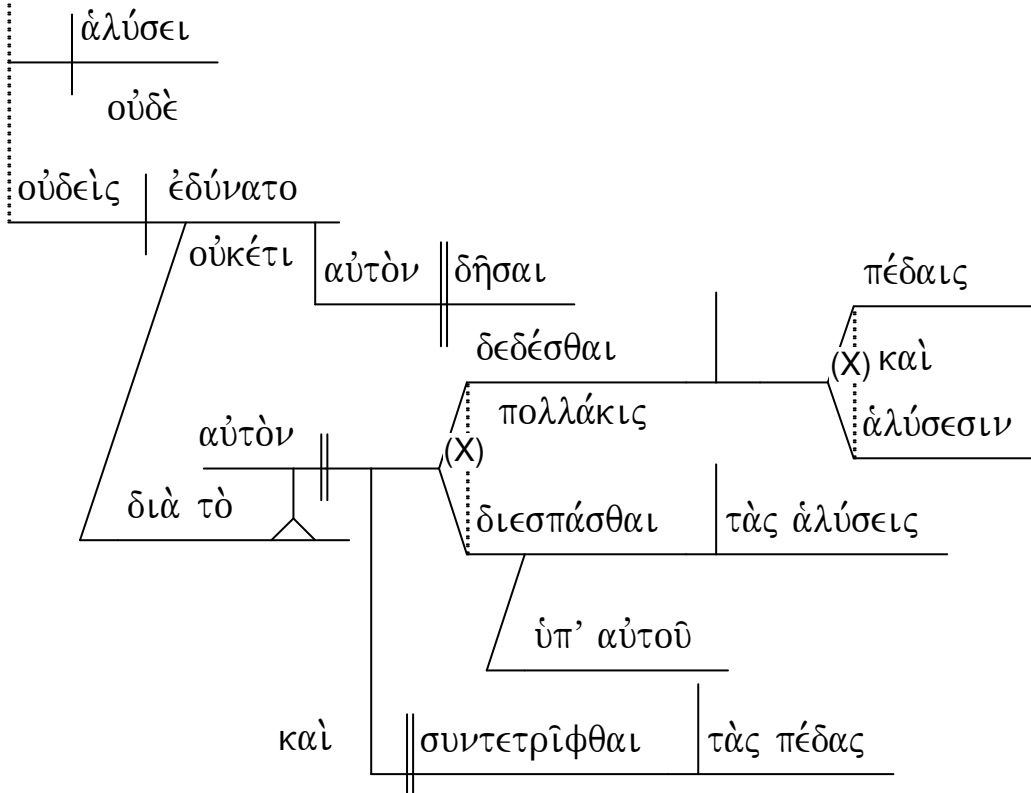 ἁλύσει
οὐδὲ
οὐδεὶς ἐδύνατο
οὐκέτι αὐτὸν δῆσαι
πέδαις
δεδέσθαι (X) καὶ
πολλάκις ἁλύσεσιν
αὐτὸν (X)
διὰ τὸ διεσπάσθαι τὰς ἁλύσεις
ὑπ’ αὐτοῦ
καὶ συντετρῖφθαι τὰς πέδας